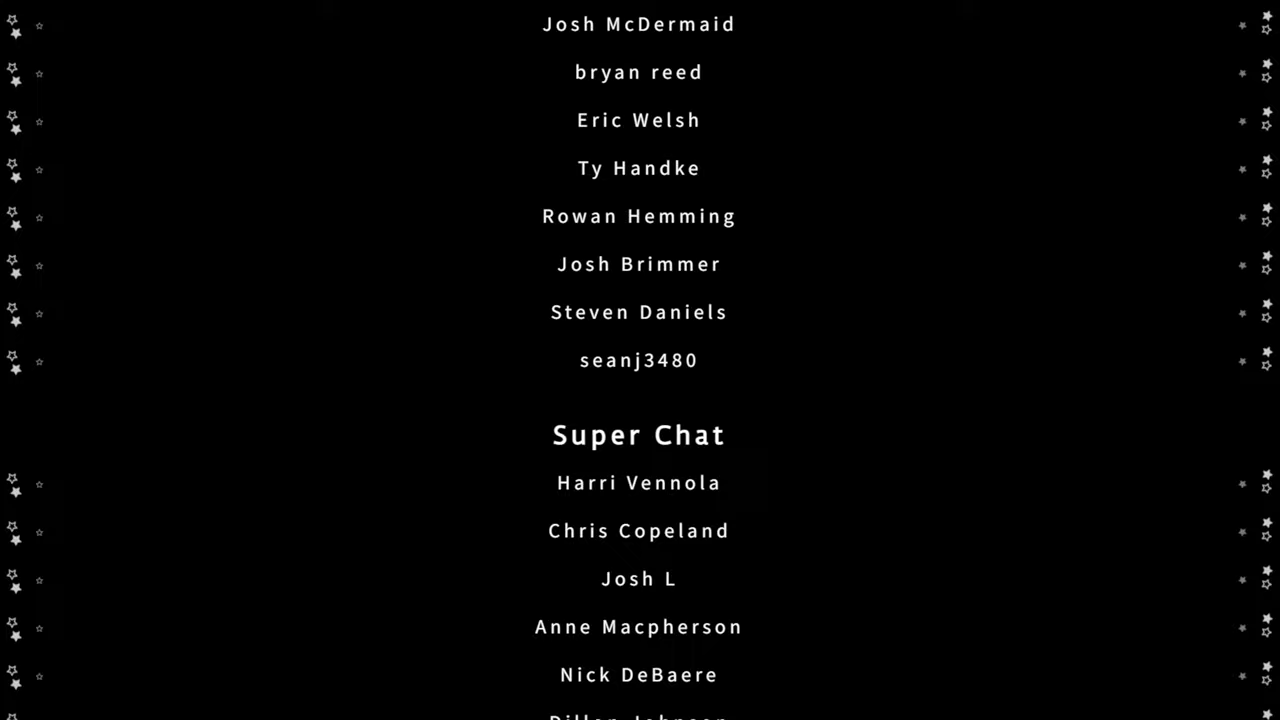 Josh McDermaid
bryan reed
Eric Welsh
Ty Handke
Rowan Hemming
Josh Brimmer
Steven Daniels
seanj3480
Super Chat
Harri Vennola
Chris Copeland
Josh L
Anne Macpherson
Nick DeBaere